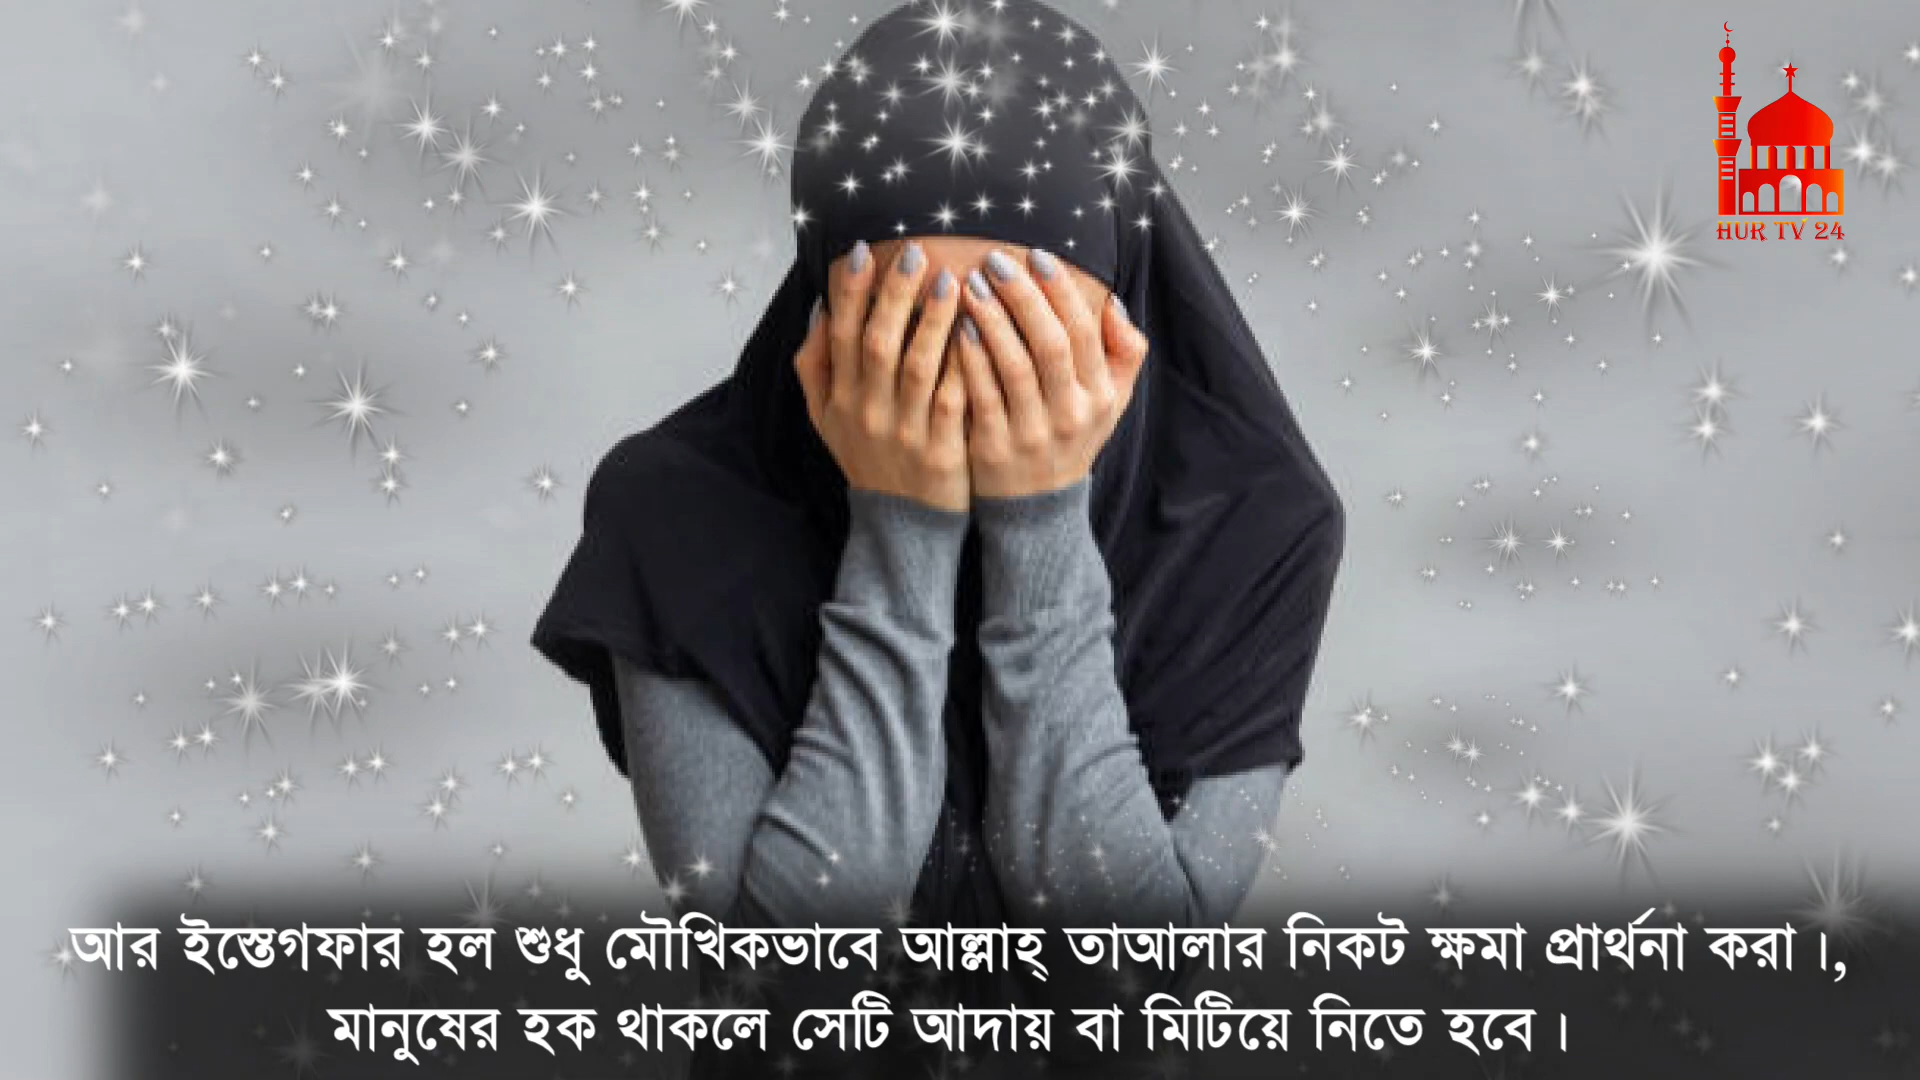 HUR TV 24
আর ইস্তেগফার হল শুধু মৌখিকভাবে আল্লাহ্ তাআলার নিকট ক্ষমা প্রার্থনা করা।,
মানুষের হক থাকলে সেটি আদায় বা মিটিয়ে নিতে হবে।